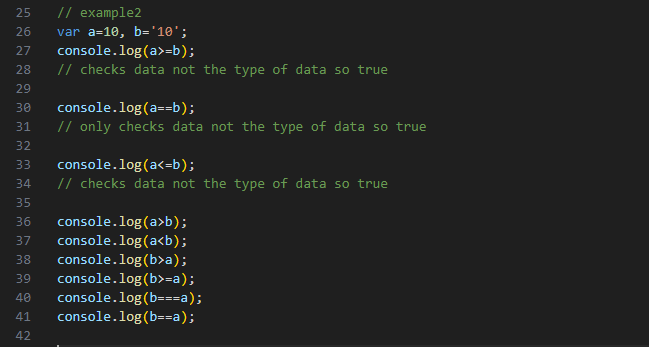 25 // example2
26 var a=10, b='10';
27 console.log(a>=b);
28 // checks data not the type of data so true
29
30 console.log(a==b);
31 // only checks data not the type of data so true
32
33 console.log(a<=b);
34 // checks data not the type of data so true
35
36 console.log(a>b);
37 console.log(a<b);
38 console.log(b>a);
39 console.log(b>=a);
40 console.log(b===a);
41 console.log(b==a);
42